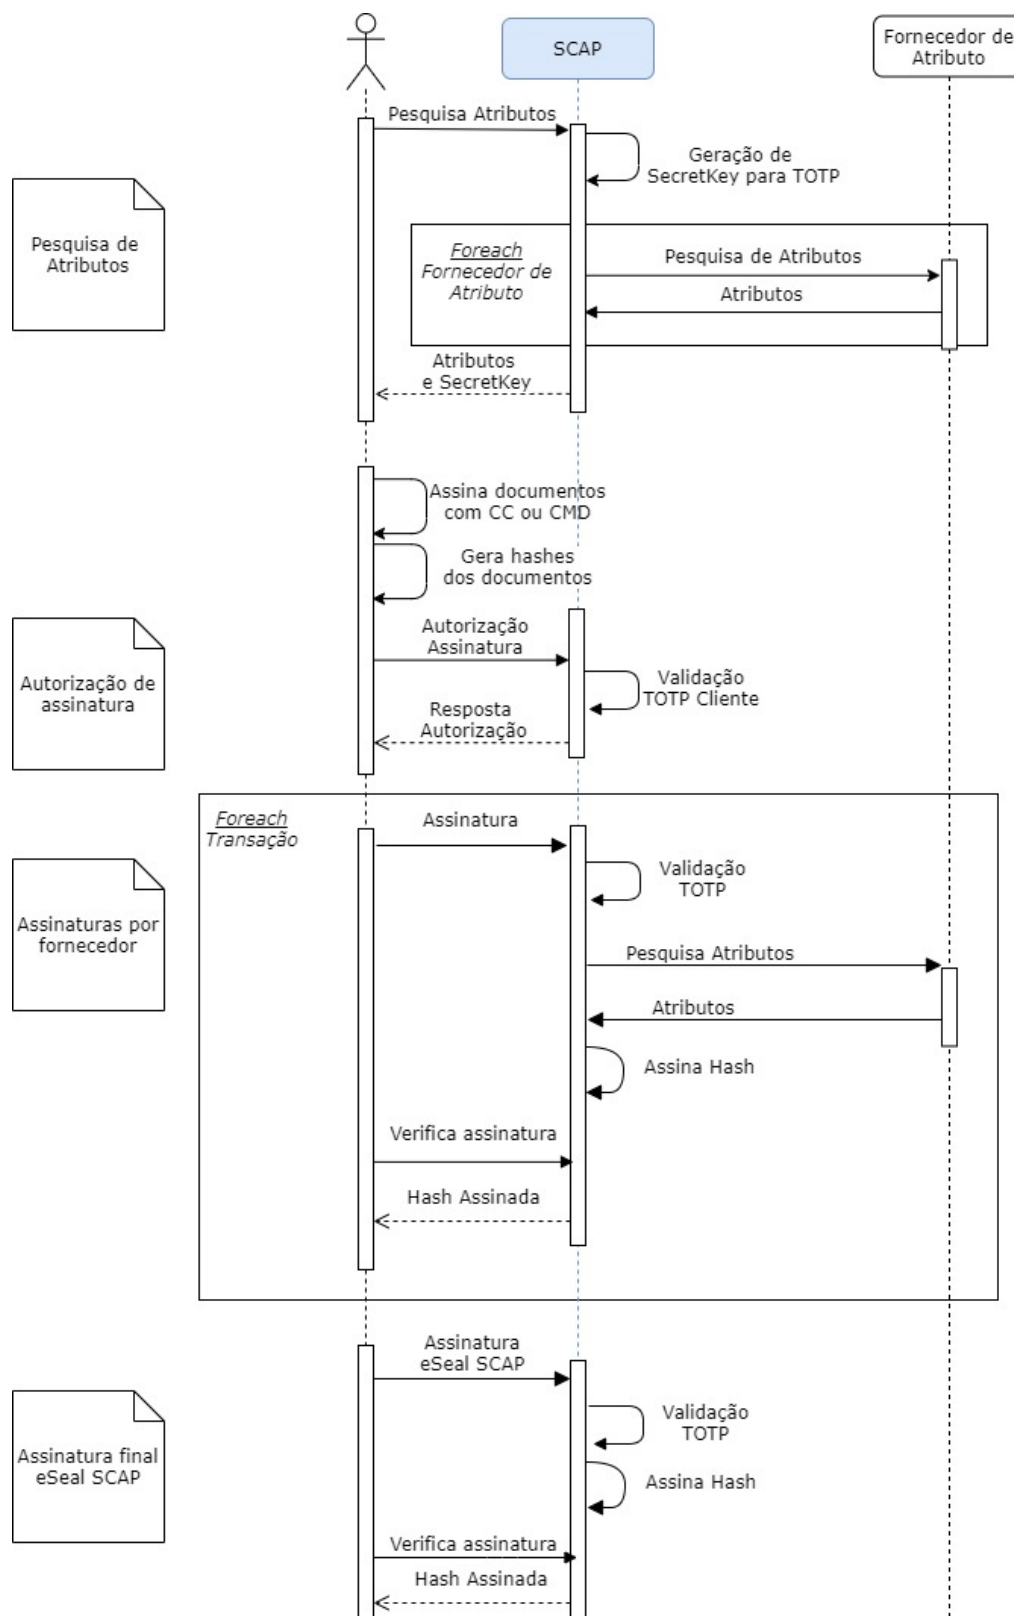 SCAP
Fornecedor de
Atributo
Pesquisa Atributos
Geração de
SecretKey para TOTP
Pesquisa de
Atributos
Foreach
Fornecedor de
Atributo
Pesquisa de Atributos
Atributos
Atributos
e SecretKey
Assina documentos
com CC ou CMD
Gera hashes
dos documentos
Autorização de
assinatura
Autorização
Assinatura
Validação
TOTP Cliente
Resposta
Autorização
Foreach
Transação
Assinatura
Validação
TOTP
Assinaturas por
fornecedor
Pesquisa Atributos
Atributos
Assina Hash
Verifica assinatura
Hash Assinada
Assinatura
eSeal SCAP
Validação
TOTP
Assinatura final
eSeal SCAP
Assina Hash
Verifica assinatura
Hash Assinada